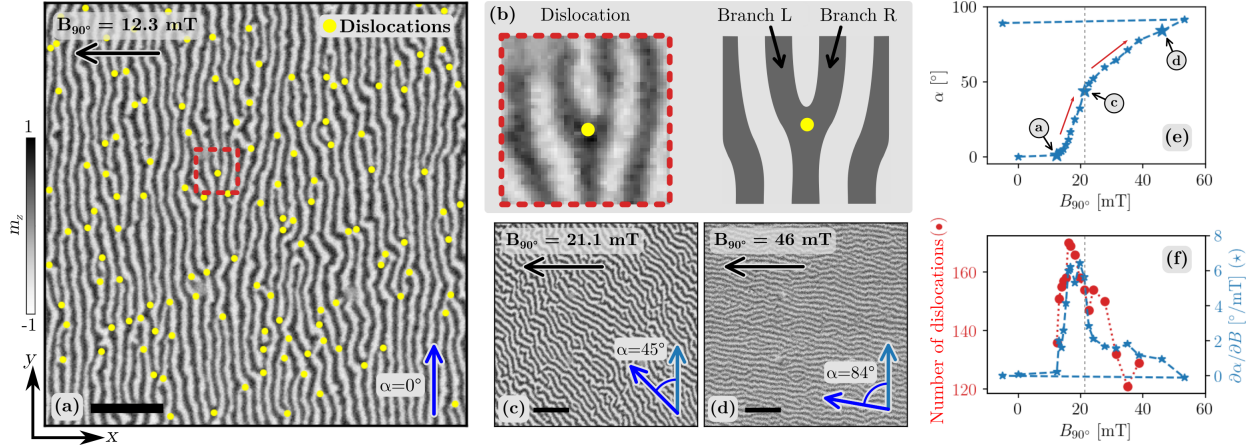 B₉₀° = 12.3 mT
Dislocations
1
m_z
-1
α=0°
(a)
y
x
(b)
Dislocation
Branch L
Branch R
B₉₀° = 21.1 mT
α=45°
(c)
B₉₀° = 46 mT
α=84°
(d)
100
50
0
α [°]
a
c
d
(e)
0
20
40
60
B₉₀° [mT]
Number of dislocations (●)
160
140
120
(f)
8
6
4
2
0
∂α/∂B [°/mT] (⋆)
0
20
40
60
B₉₀° [mT]